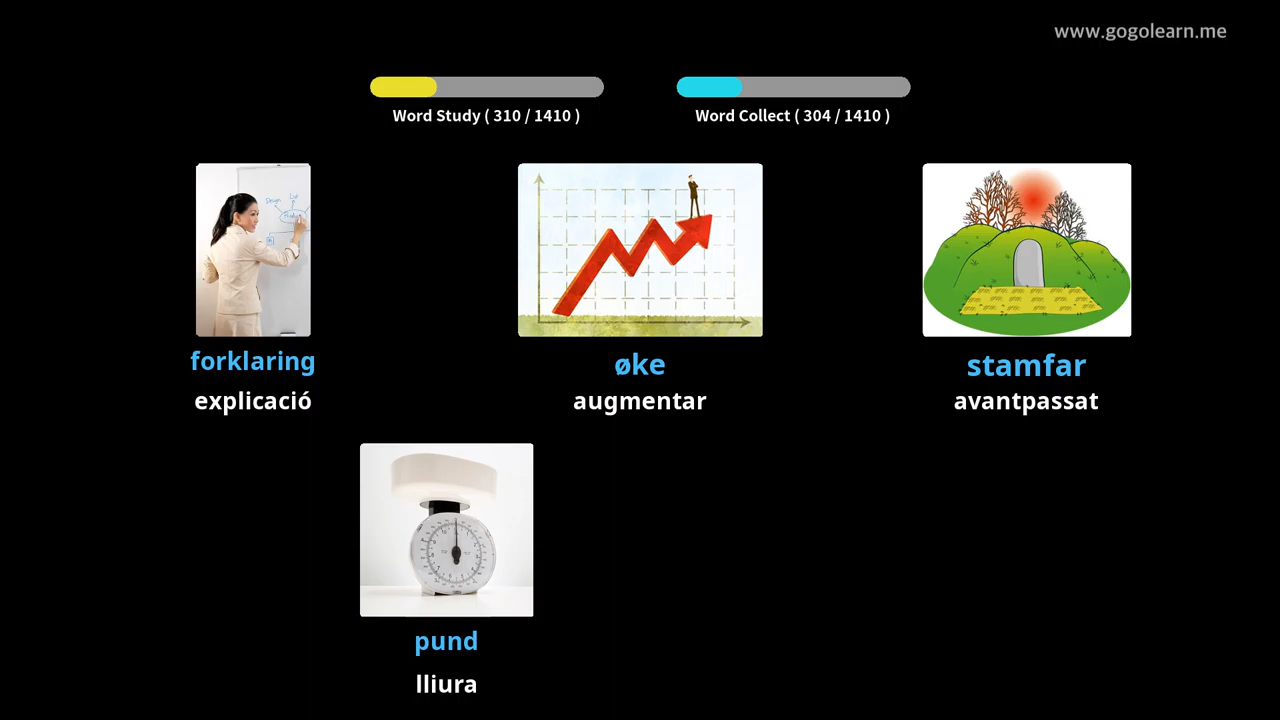 www.gogolearn.me
Word Study ( 310 / 1410 )
Word Collect ( 304 / 1410 )
forklaring
explicació
øke
augmentar
stamfar
avantpassat
pund
lliura